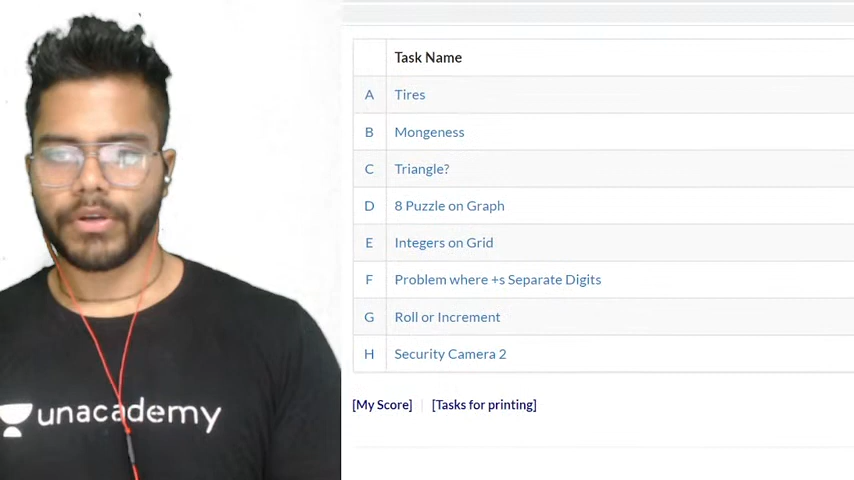 Task Name
A Tires
B Mongeness
C Triangle?
D 8 Puzzle on Graph
E Integers on Grid
F Problem where +s Separate Digits
G Roll or Increment
H Security Camera 2
[My Score] | [Tasks for printing]
unacademy